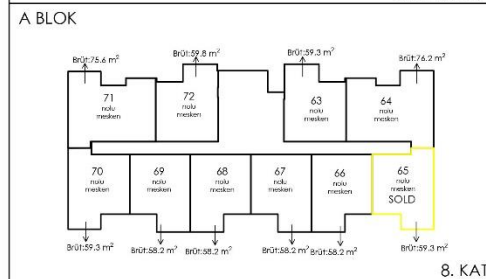 A BLOK
Brüt:75.6 m²
Brüt:59.8 m²
Brüt:59.3 m²
Brüt:76.2 m²
71
nolu
mesken
72
nolu
mesken
63
nolu
mesken
64
nolu
mesken
70
nolu
mesken
69
nolu
mesken
68
nolu
mesken
67
nolu
mesken
66
nolu
mesken
65
nolu
mesken
SOLD
Brüt:59.3 m²
Brüt:58.2 m²
Brüt:58.2 m²
Brüt:58.2 m²
Brüt:58.2 m²
Brüt:59.3 m²
8. KAT